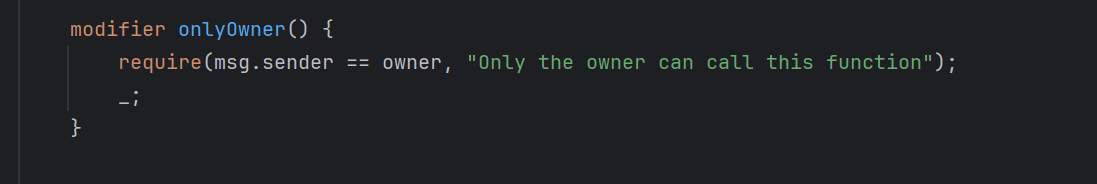 modifier onlyOwner() {
    require(msg.sender == owner, "Only the owner can call this function");
    _;
}